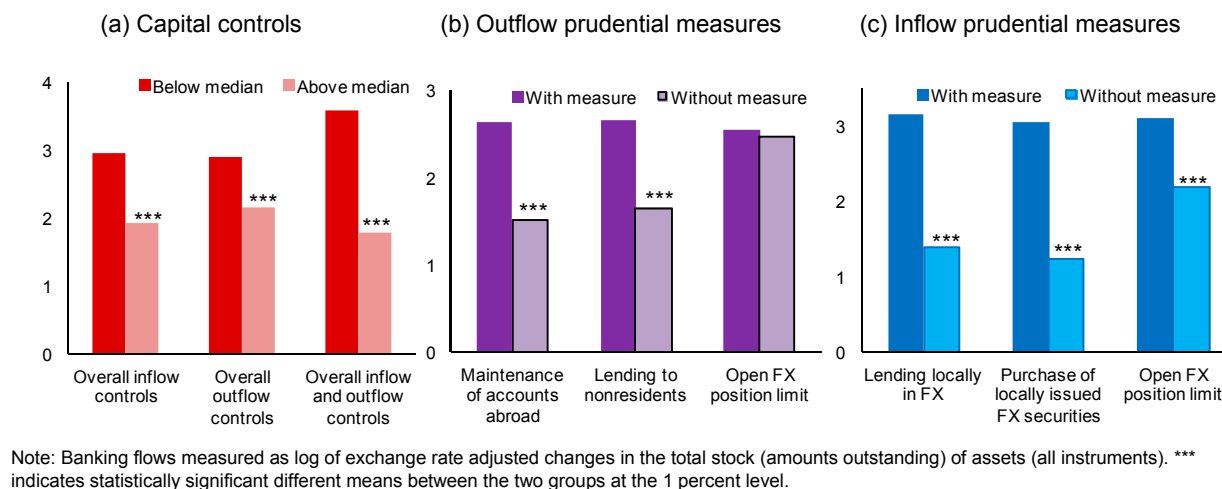 (a) Capital controls
(b) Outflow prudential measures
(c) Inflow prudential measures
Below median
Above median
4
3
2
1
0
***
***
***
Overall inflow
controls
Overall
outflow controls
Overall inflow
and outflow
controls
With measure
Without measure
3
2
1
0
***
***
Maintenance
of accounts
abroad
Lending to
nonresidents
Open FX
position limit
With measure
Without measure
3
2
1
0
***
***
***
Lending locally
in FX
Purchase of
locally issued
FX securities
Open FX
position limit
Note: Banking flows measured as log of exchange rate adjusted changes in the total stock (amounts outstanding) of assets (all instruments). ***
indicates statistically significant different means between the two groups at the 1 percent level.